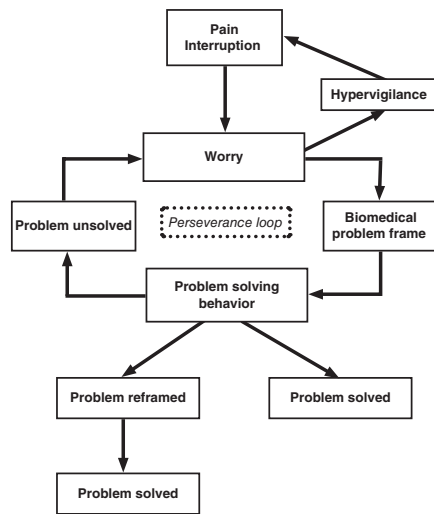 Pain
Interruption
Hypervigilance
Worry
Problem unsolved
Perseverance loop
Biomedical
problem frame
Problem solving
behavior
Problem reframed
Problem solved
Problem solved